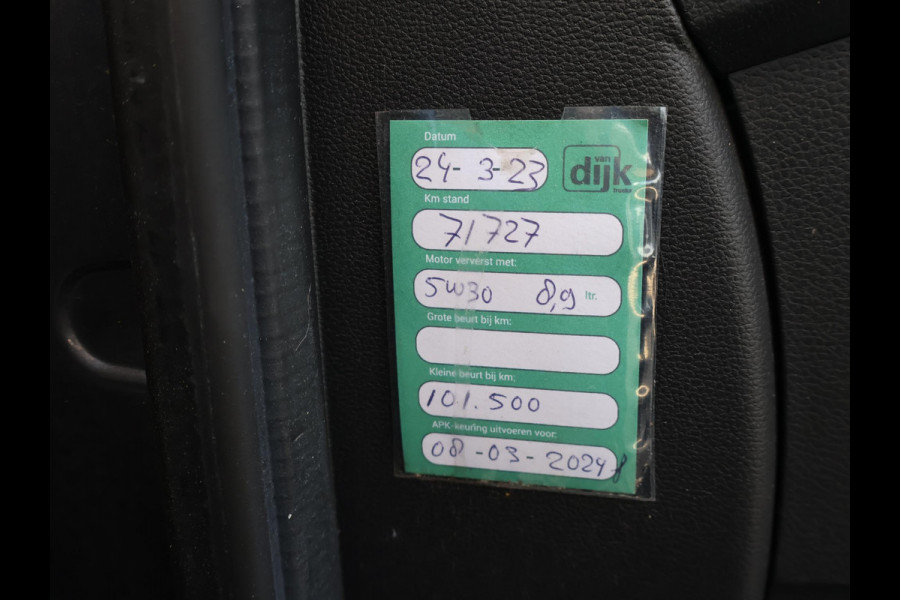 Datum
24-3-23
van
dijk
Km stand
71727
Motor ververst met:
5W30 8,9 ltr.
Grote beurt bij km:
Kleine beurt bij km:
101.500
APK-keuring uitvoeren voor:
08-03-2024